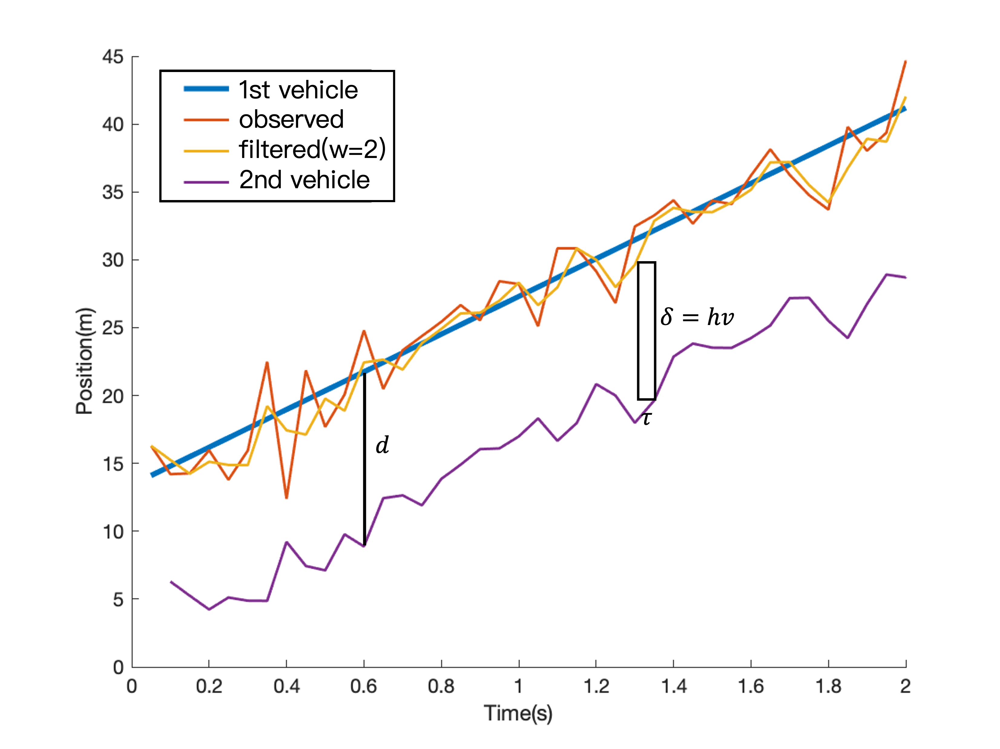 45
40
35
30
25
20
15
10
5
0
Position(m)
1st vehicle
observed
filtered(w=2)
2nd vehicle
δ = hv
τ
d
0 0.2 0.4 0.6 0.8 1 1.2 1.4 1.6 1.8 2
Time(s)